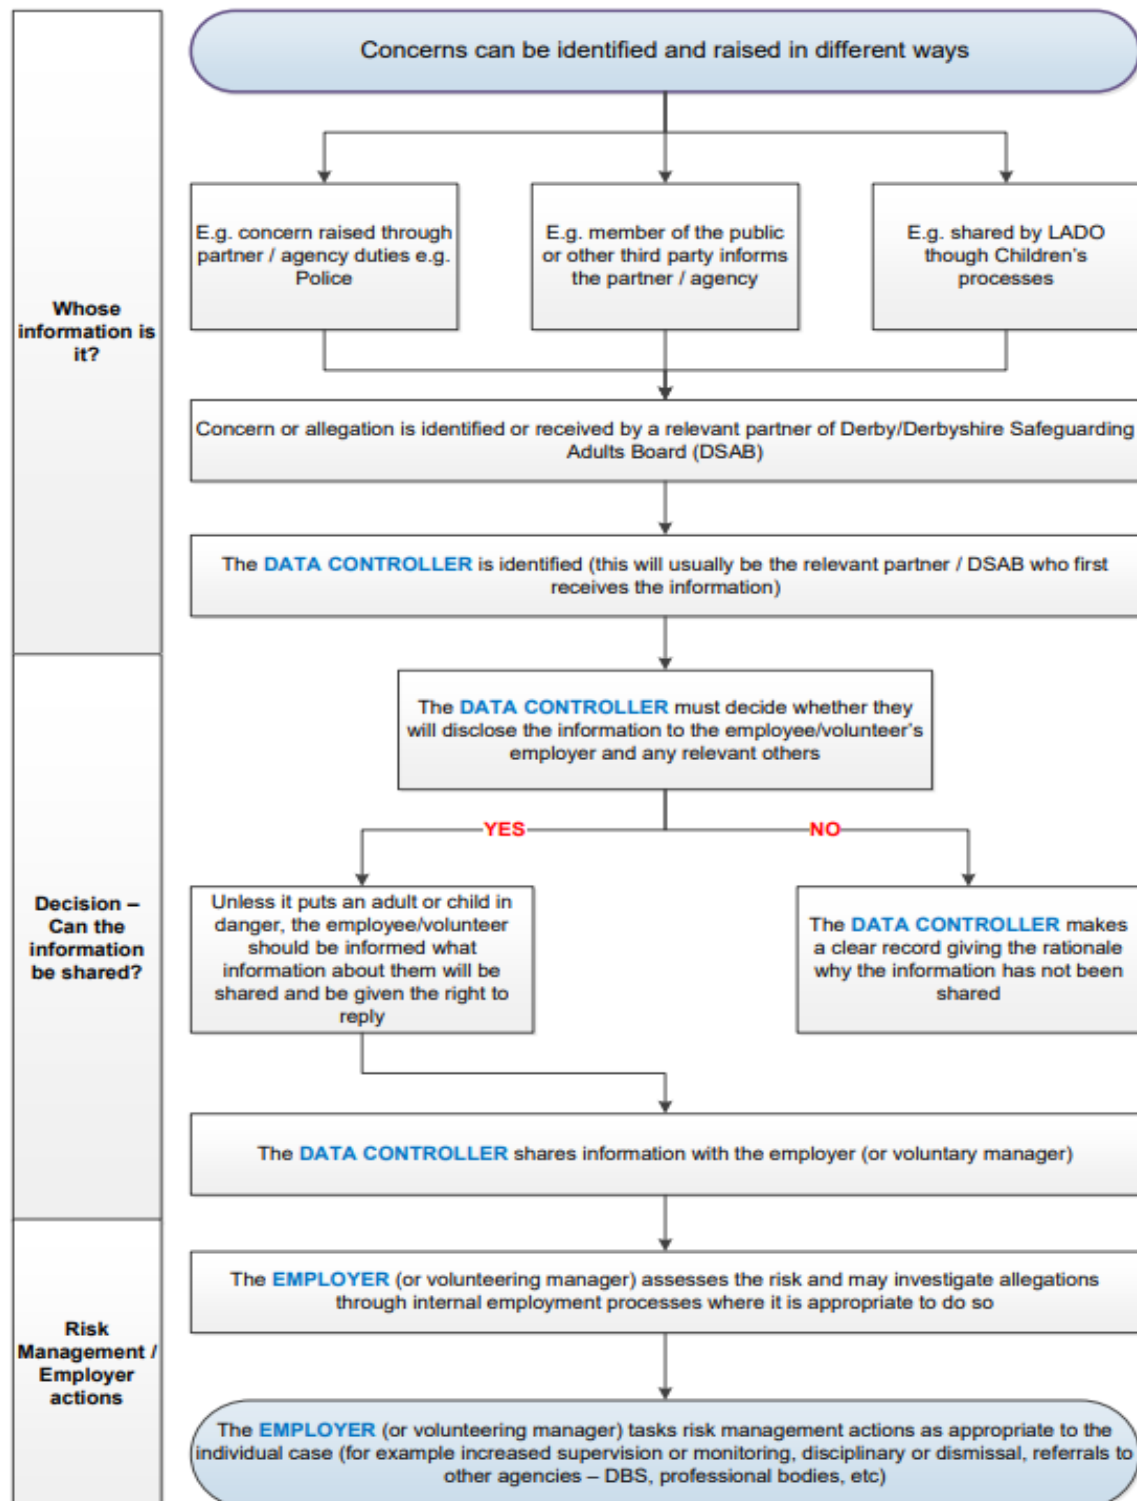 Concerns can be identified and raised in different ways
E.g. concern raised through
partner / agency duties e.g.
Police
E.g. member of the public
or other third party informs
the partner / agency
E.g. shared by LADO
though Children's
processes
Whose
information is
it?
Concern or allegation is identified or received by a relevant partner of Derby/Derbyshire Safeguarding
Adults Board (DSAB)
The DATA CONTROLLER is identified (this will usually be the relevant partner / DSAB who first
receives the information)
The DATA CONTROLLER must decide whether they
will disclose the information to the employee/volunteer's
employer and any relevant others
YES
NO
Decision –
Can the
information
be shared?
Unless it puts an adult or child in
danger, the employee/volunteer
should be informed what
information about them will be
shared and be given the right to
reply
The DATA CONTROLLER makes
a clear record giving the rationale
why the information has not been
shared
The DATA CONTROLLER shares information with the employer (or voluntary manager)
The EMPLOYER (or volunteering manager) assesses the risk and may investigate allegations
through internal employment processes where it is appropriate to do so
Risk
Management /
Employer
actions
The EMPLOYER (or volunteering manager) tasks risk management actions as appropriate to the
individual case (for example increased supervision or monitoring, disciplinary or dismissal, referrals to
other agencies – DBS, professional bodies, etc)